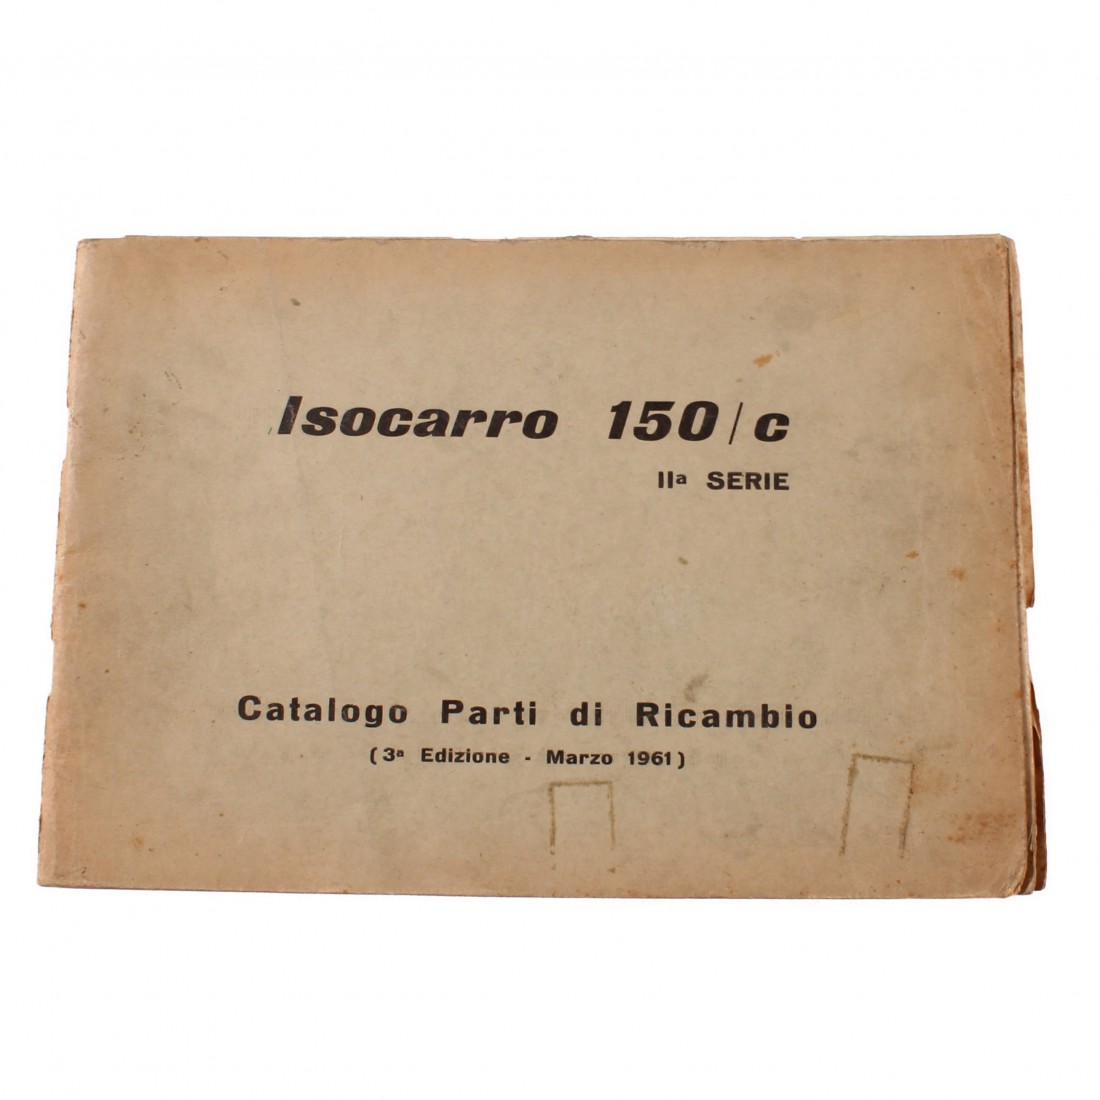 Isocarro 150/c
IIª SERIE
Catalogo Parti di Ricambio
(3ª Edizione - Marzo 1961)